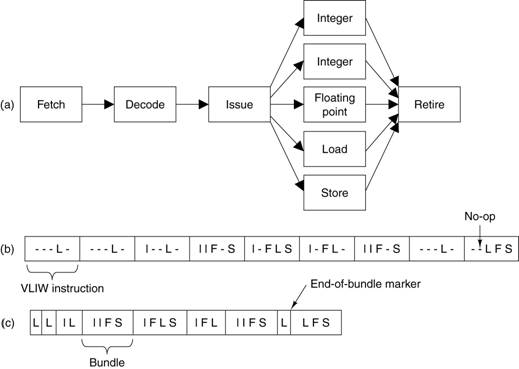 Integer
Integer
(a)
Fetch
Decode
Issue
Floating
point
Retire
Load
Store
No-op
(b)
- - - L -
- - - L -
I - - L -
I I F - S
I - F L S
I - F L -
I I F - S
- - - L -
- - L F S
VLIW instruction
End-of-bundle marker
(c)
L
L
I L
I I F S
I F L S
I F L
I I F S
L
L F S
Bundle